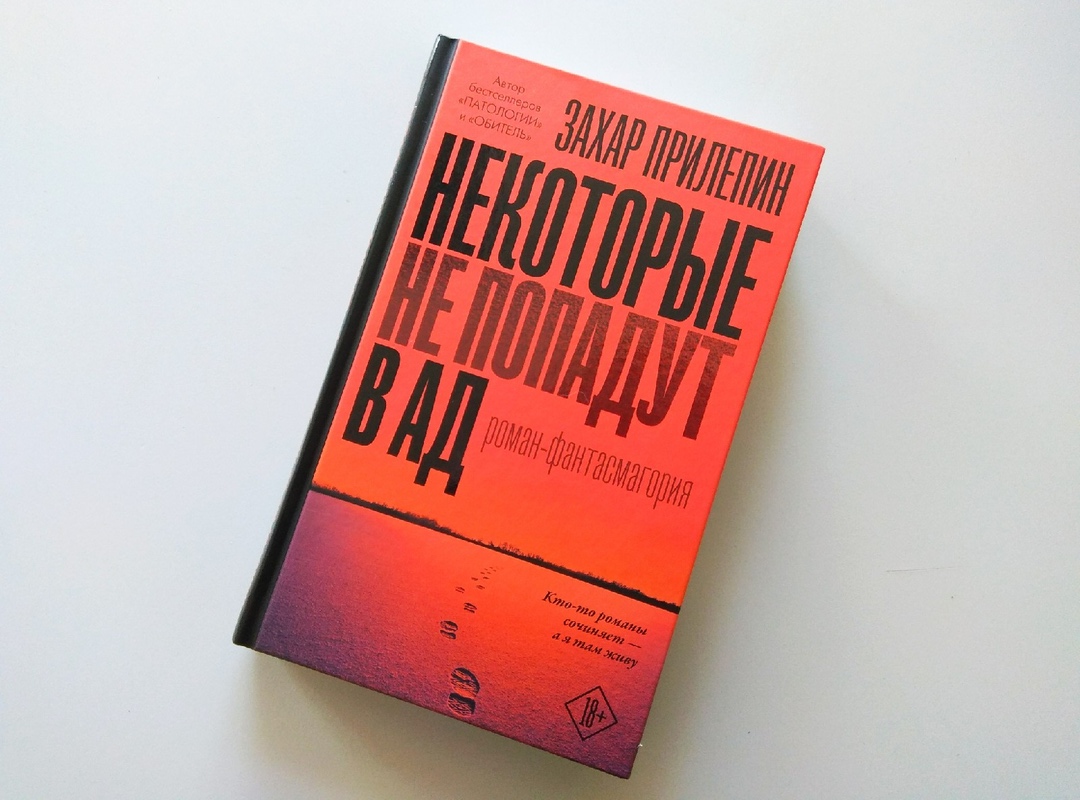 Автор
бестселлеров
«ПАТОЛОГИИ»
и «ОБИТЕЛЬ»
ЗАХАР ПРИЛЕПИН
НЕКОТОРЫЕ
НЕ ПОПАДУТ
В АД
роман-фантасмагория
Кто-то романы
сочиняет —
а я там живу
18+